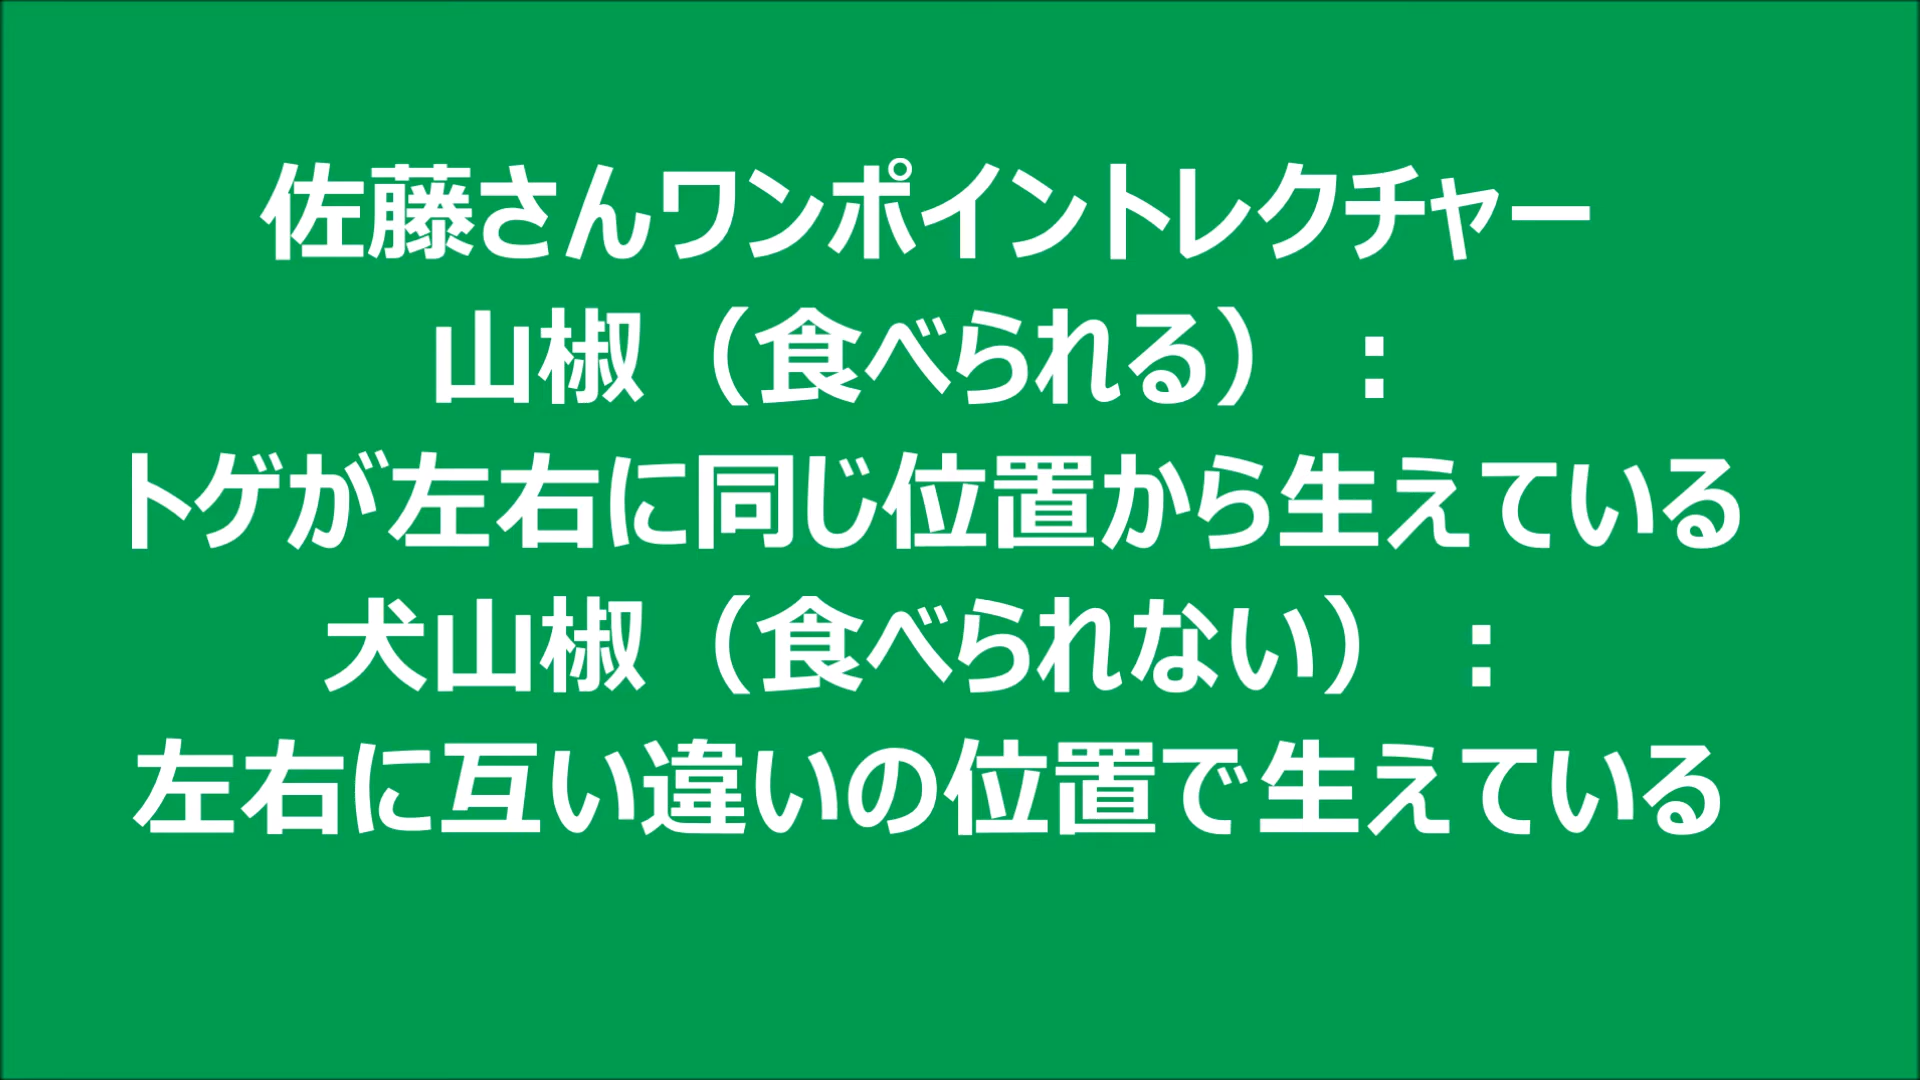 佐藤さんワンポイントレクチャー
山椒（食べられる）：
トゲが左右に同じ位置から生えている
犬山椒（食べられない）：
左右に互い違いの位置で生えている